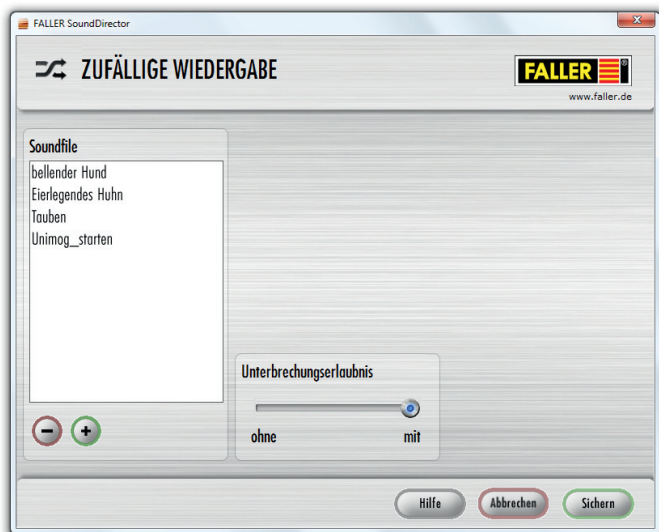 FALLER SoundDirector
ZUFÄLLIGE WIEDERGABE
FALLER
www.faller.de
Soundfile
bellender Hund
Eierlegendes Huhn
Tauben
Unimog_starten
Unterbrechungserlaubnis
ohne mit
Hilfe Abbrechen Sichern